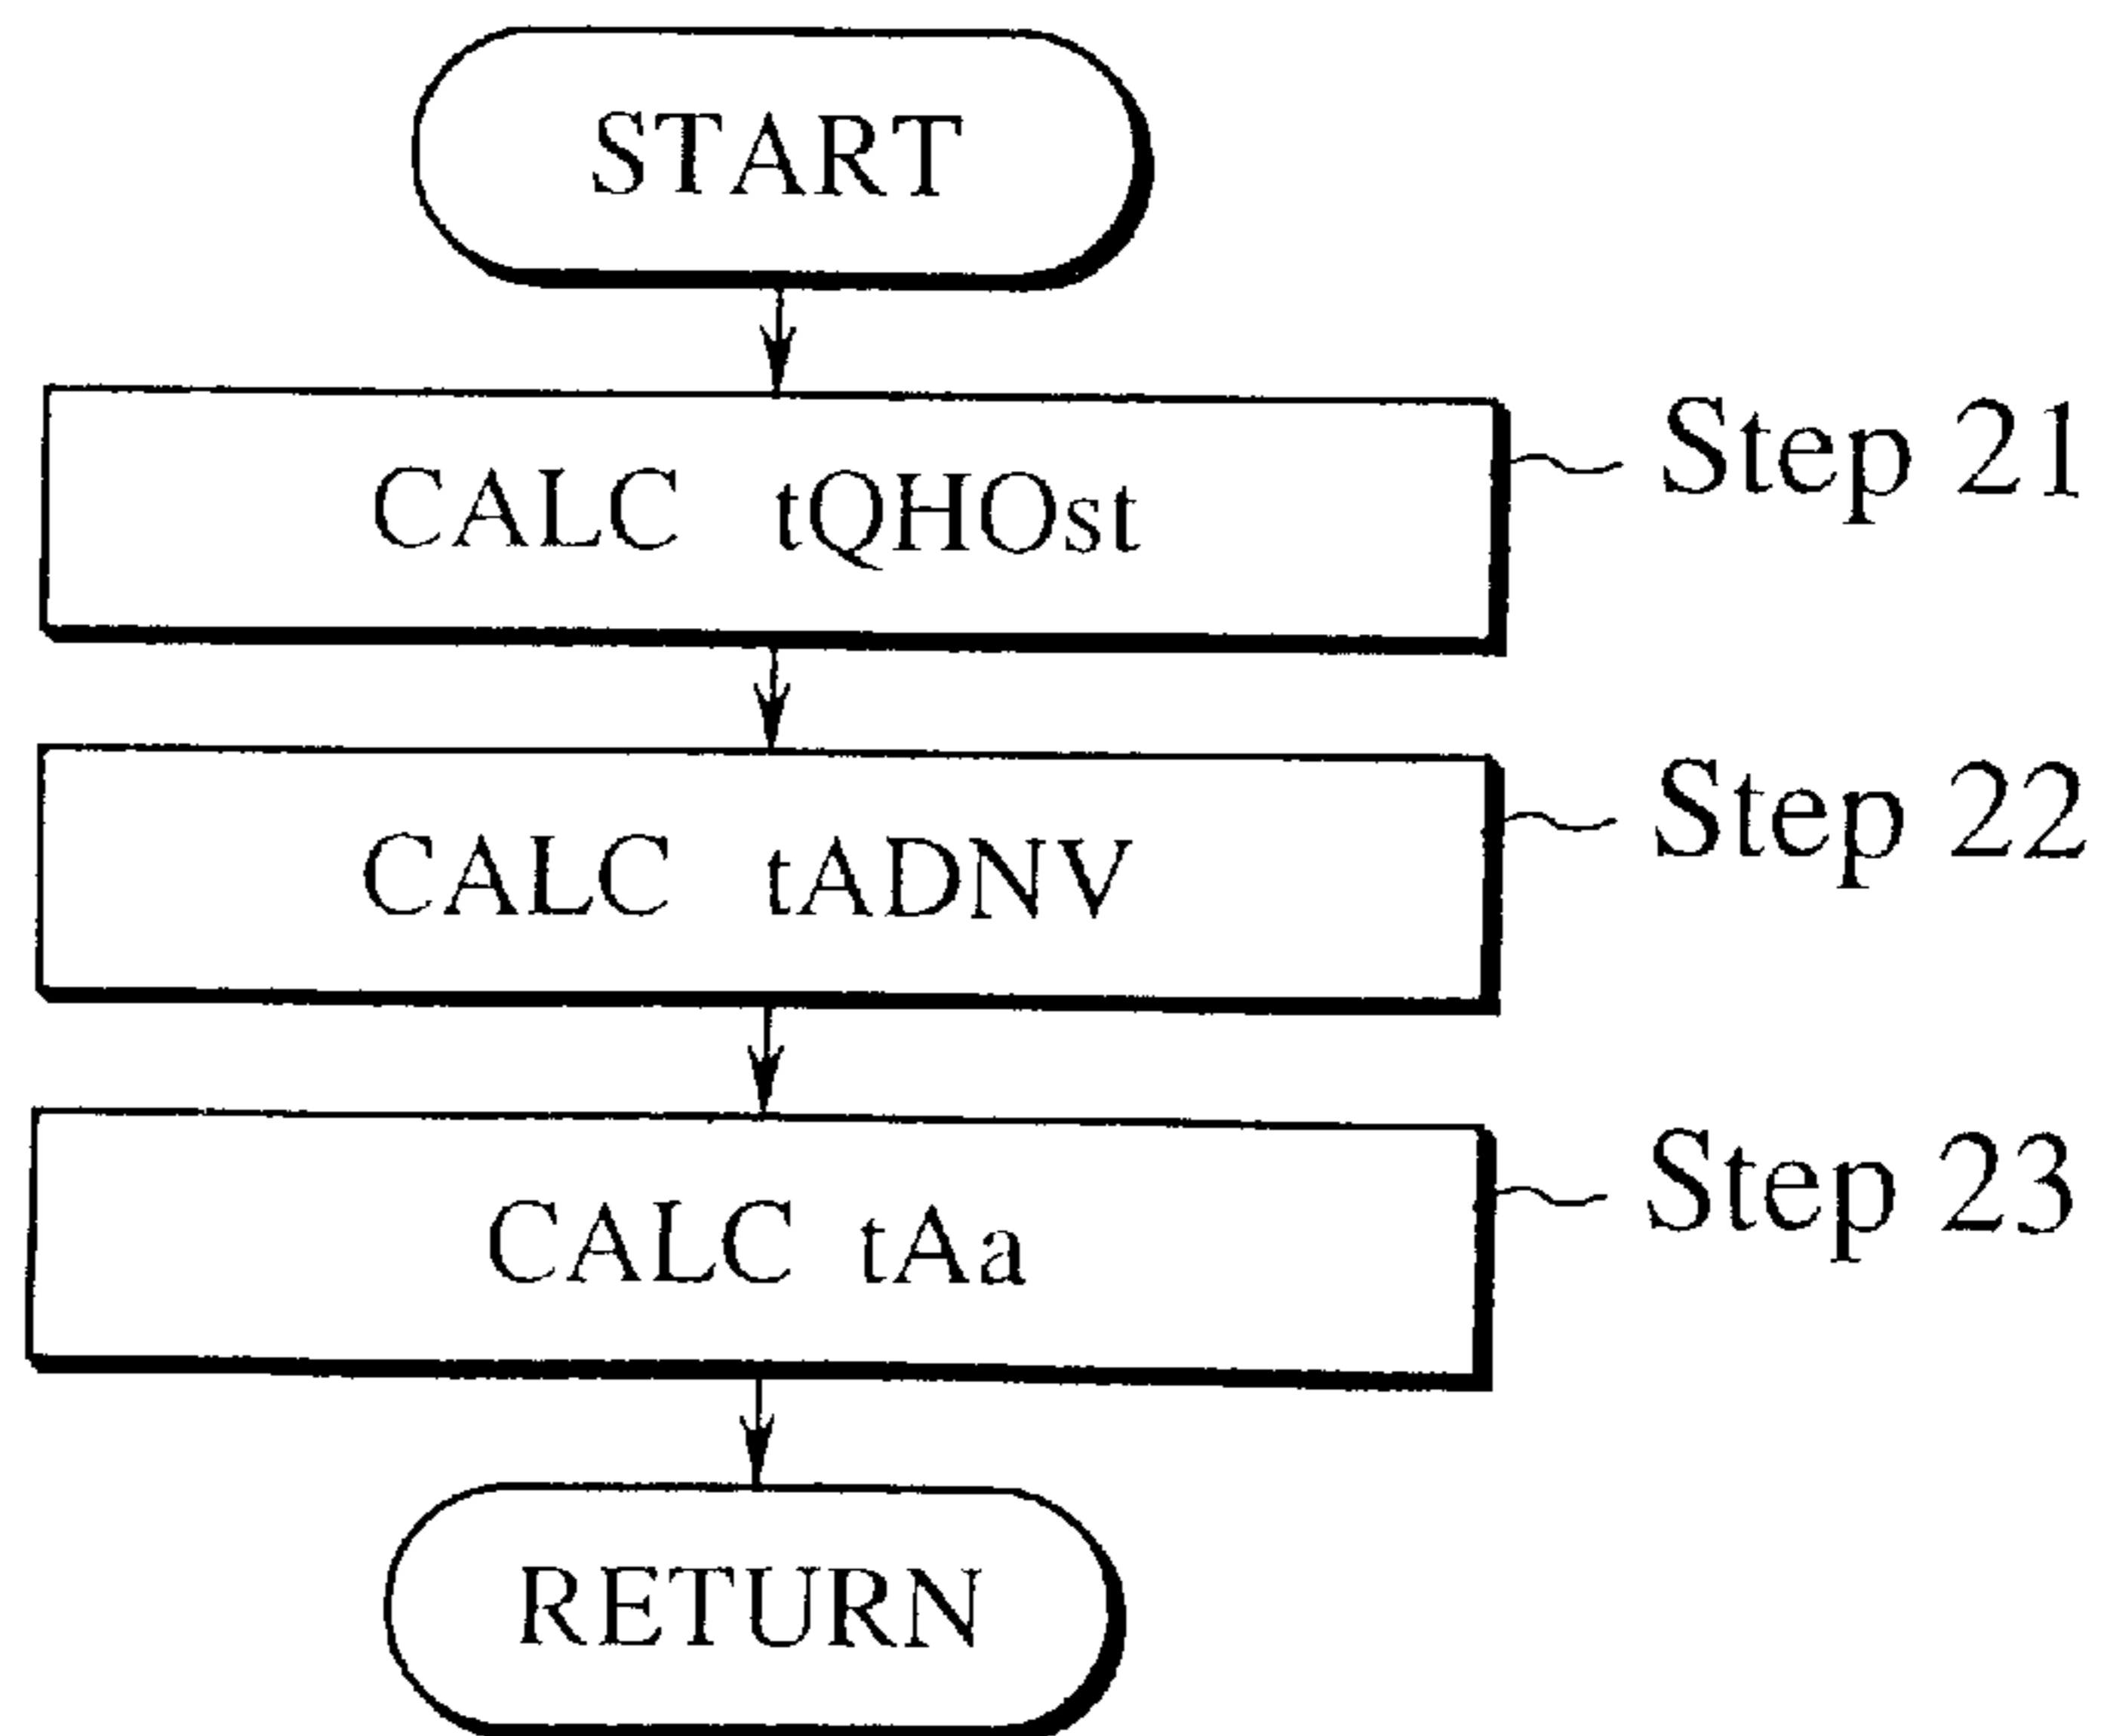 START
CALC tQHOst
Step 21
CALC tADNV
Step 22
CALC tAa
Step 23
RETURN